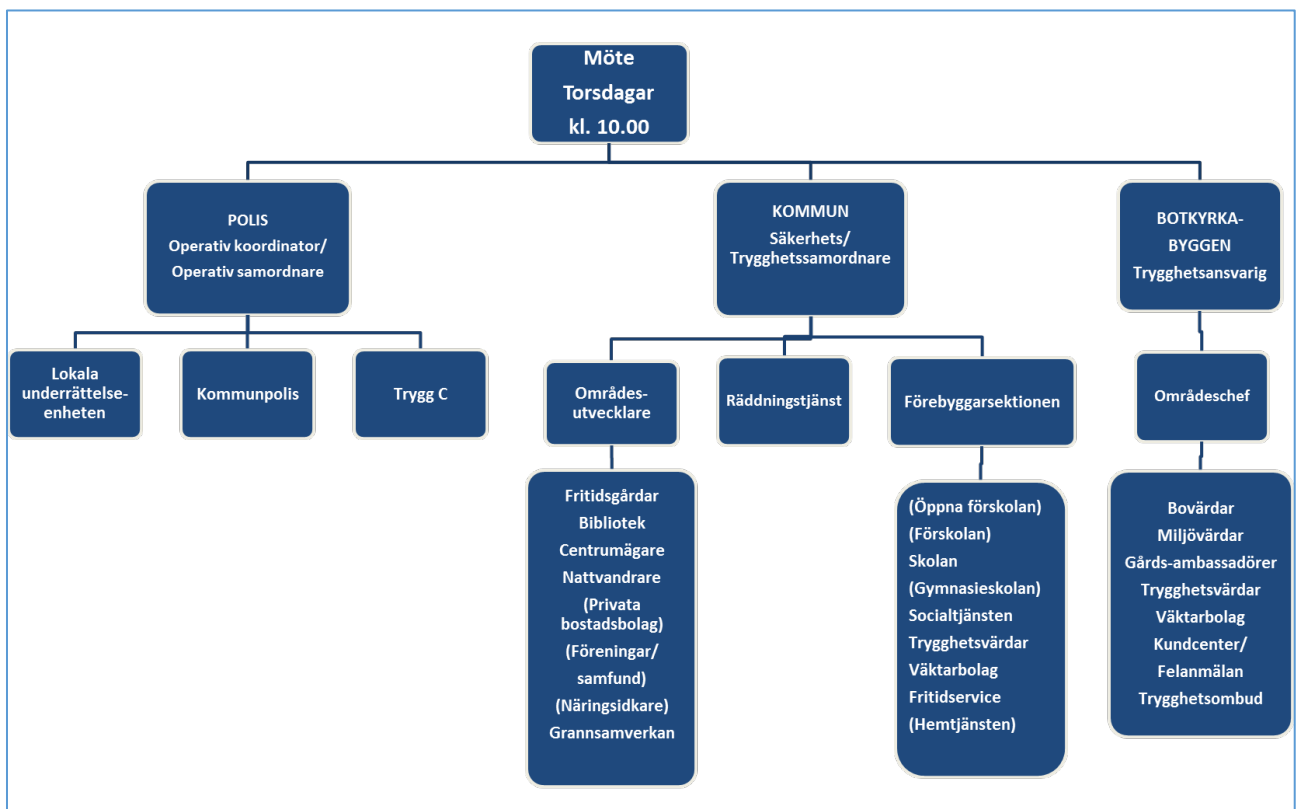 Möte
Torsdagar
kl. 10.00
POLIS
Operativ koordinator/
Operativ samordnare
KOMMUN
Säkerhets/
Trygghetssamordnare
BOTKYRKA-
BYGGEN
Trygghetsansvarig
Lokala
underrättelse-
enheten
Kommunpolis
Trygg C
Områdes-
utvecklare
Räddningstjänst
Förebyggarsektionen
Områdeschef
Fritidsgårdar
Bibliotek
Centrumägare
Nattvandrare
(Privata
bostadsbolag)
(Föreningar/
samfund)
(Näringsidkare)
Grannsamverkan
(Öppna förskolan)
(Förskolan)
Skolan
(Gymnasieskolan)
Socialtjänsten
Trygghetsvärdar
Väktarbolag
Fritidservice
(Hemtjänsten)
Bovärdar
Miljövärdar
Gårds-ambassadörer
Trygghetsvärdar
Väktarbolag
Kundcenter/
Felanmälan
Trygghetsombud